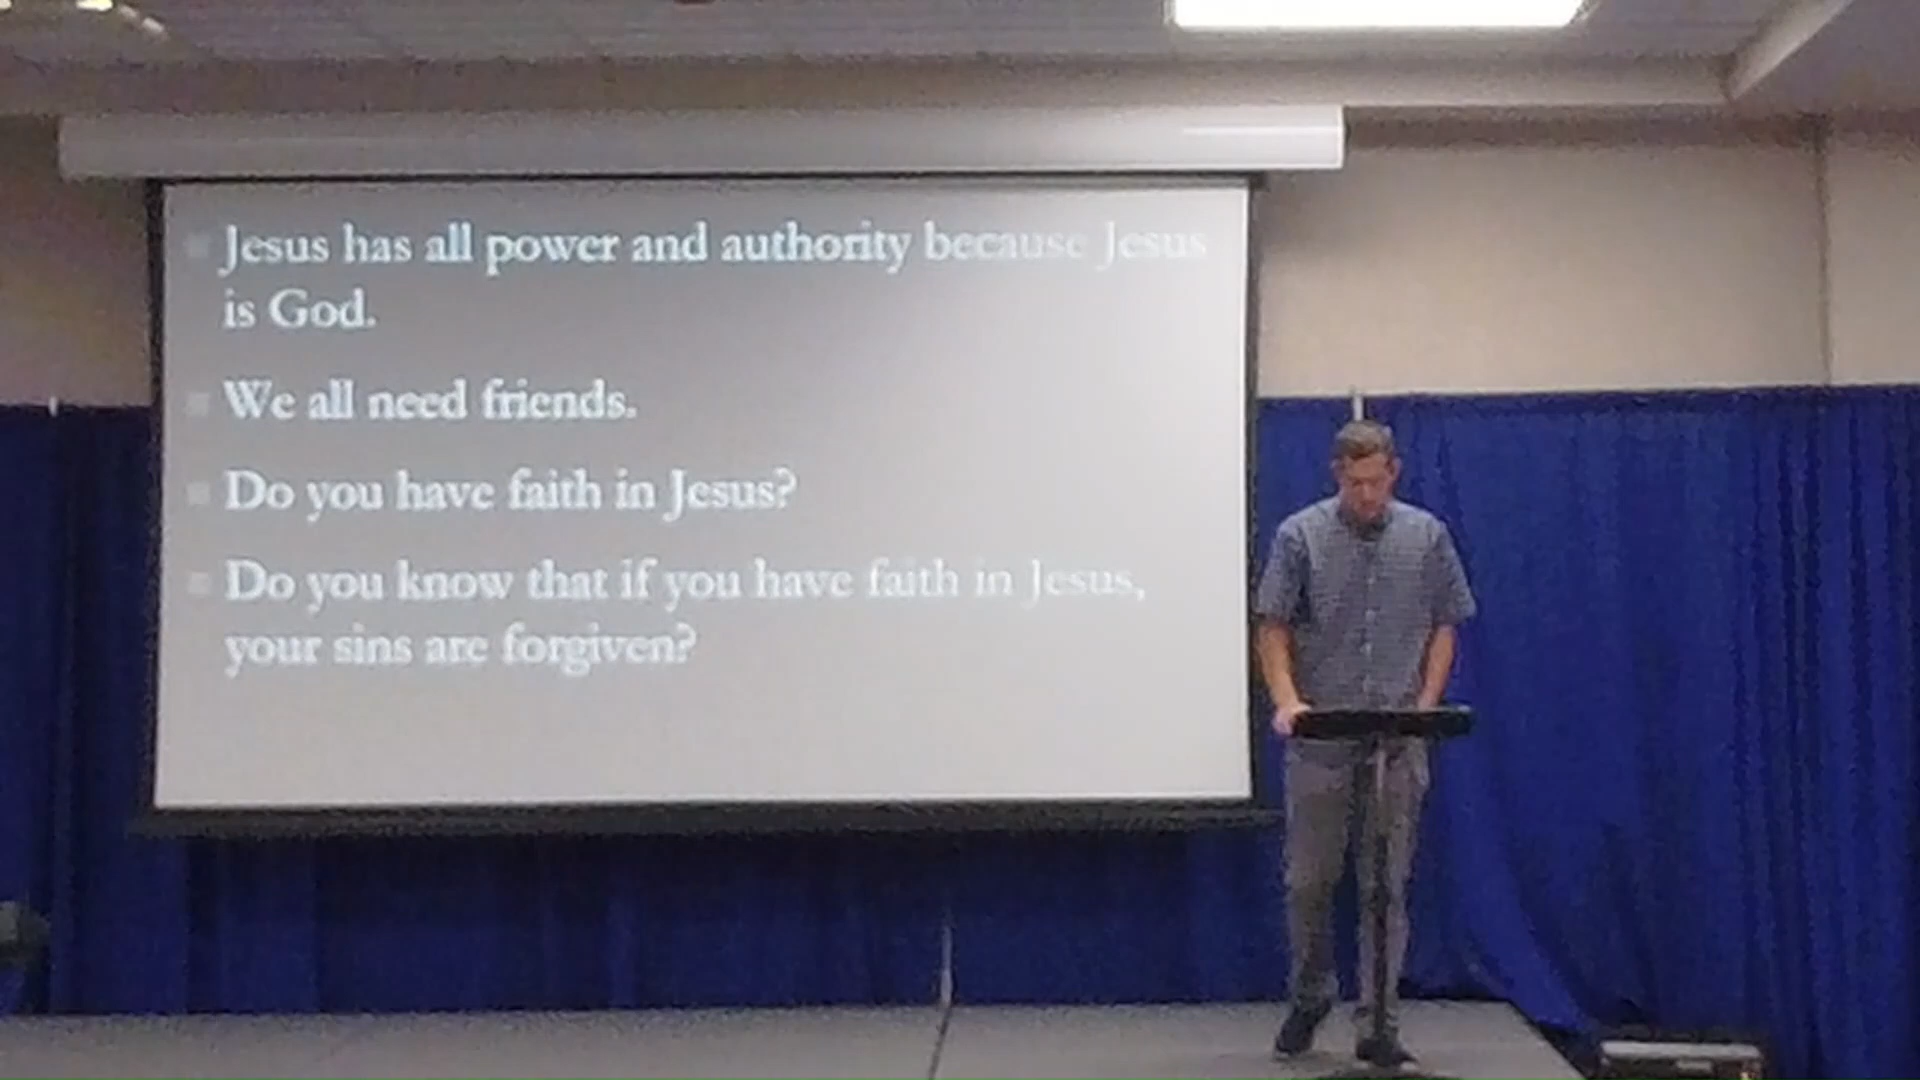 Jesus has all power and authority because Jesus
is God.
We all need friends.
Do you have faith in Jesus?
Do you know that if you have faith in Jesus,
your sins are forgiven?